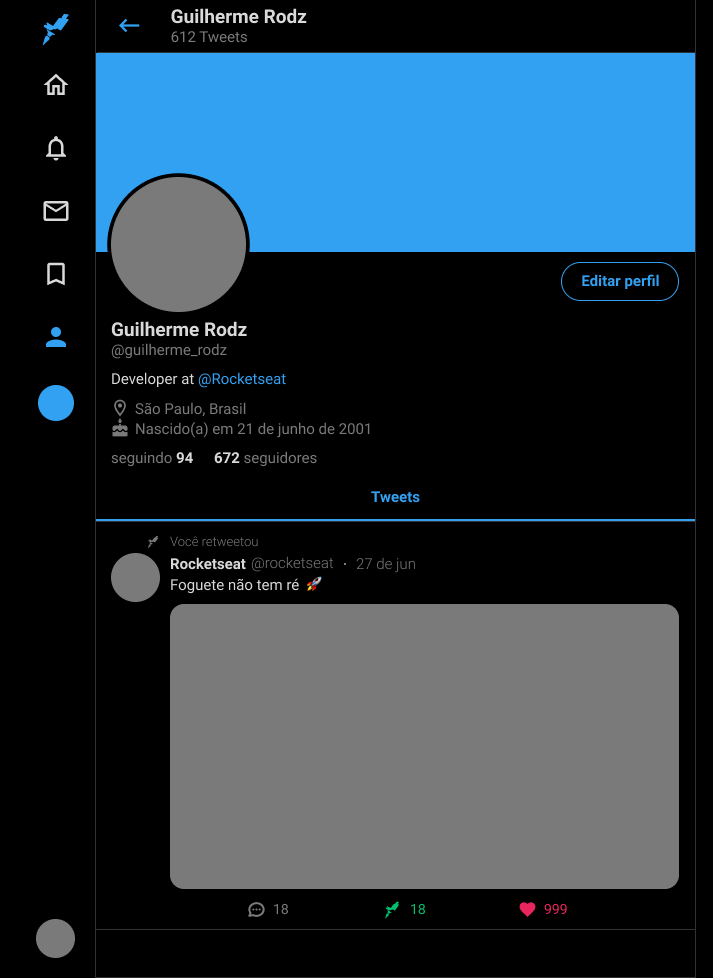 Guilherme Rodz
612 Tweets
Editar perfil
Guilherme Rodz
@guilherme_rodz
Developer at @Rocketseat
São Paulo, Brasil
Nascido(a) em 21 de junho de 2001
seguindo 94 672 seguidores
Tweets
Você retweetou
Rocketseat @rocketseat · 27 de jun
Foguete não tem ré 🚀
18 18 999